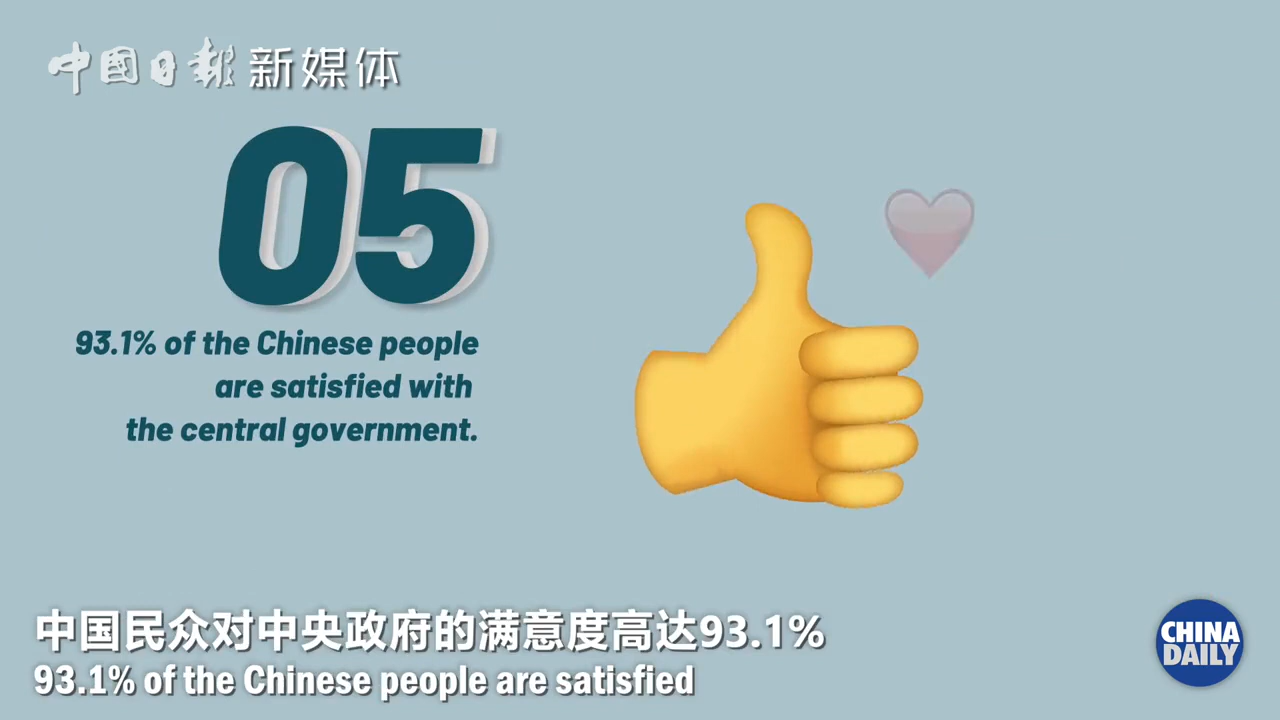 中國日報 新媒体
05
93.1% of the Chinese people
are satisfied with
the central government.
中国民众对中央政府的满意度高达93.1%
93.1% of the Chinese people are satisfied
CHINA
DAILY